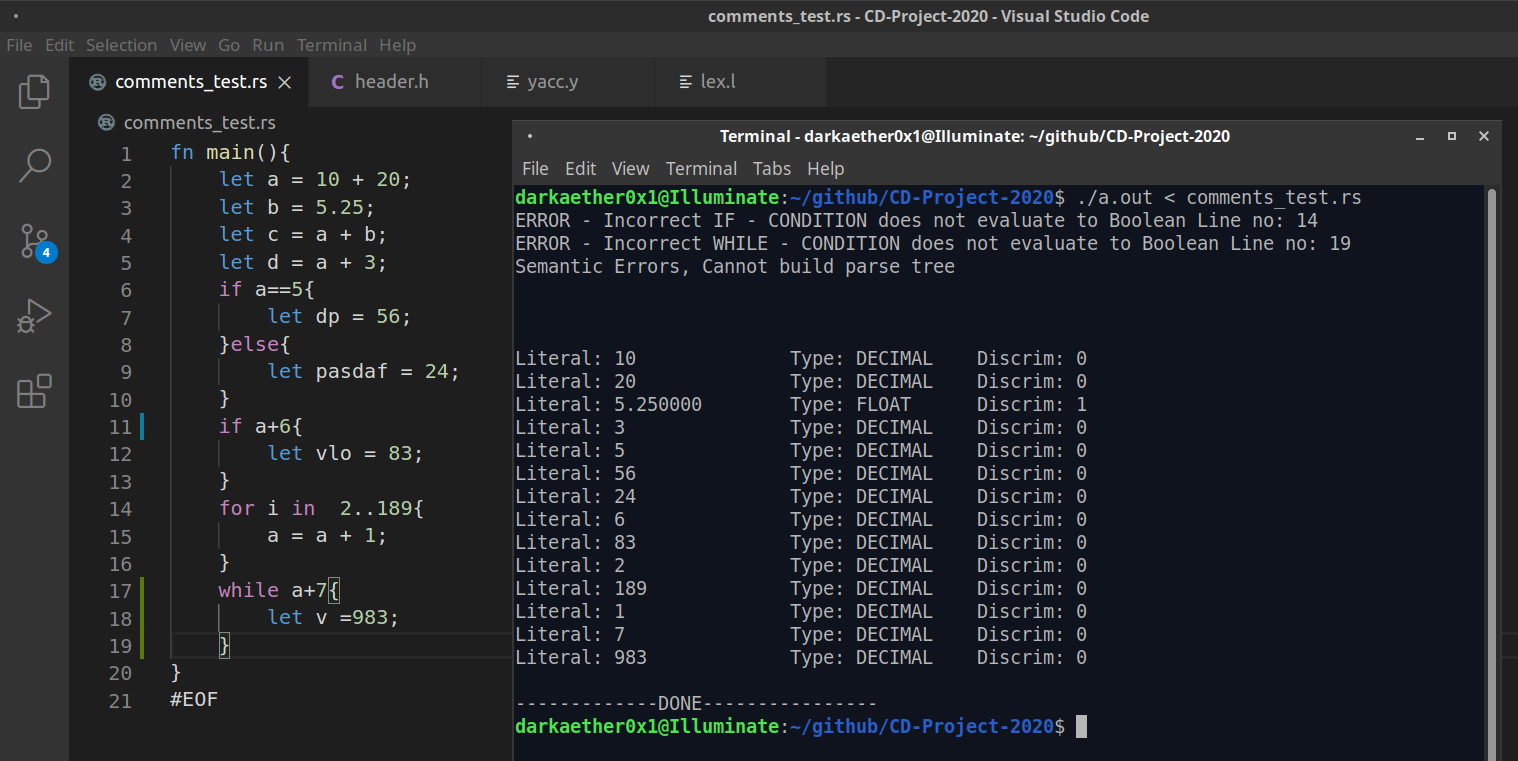 comments_test.rs - CD-Project-2020 - Visual Studio Code
File Edit Selection View Go Run Terminal Help
comments_test.rs header.h yacc.y lex.l
comments_test.rs
4
1 fn main(){
2 let a = 10 + 20;
3 let b = 5.25;
4 let c = a + b;
5 let d = a + 3;
6 if a==5{
7 let dp = 56;
8 }else{
9 let pasdaf = 24;
10 }
11 if a+6{
12 let vlo = 83;
13 }
14 for i in  2..189{
15 a = a + 1;
16 }
17 while a+7{
18 let v =983;
19 }
20 }
21 #EOF
Terminal - darkaether0x1@Illuminate: ~/github/CD-Project-2020
File Edit View Terminal Tabs Help
darkaether0x1@Illuminate:~/github/CD-Project-2020$ ./a.out < comments_test.rs
ERROR - Incorrect IF - CONDITION does not evaluate to Boolean Line no: 14
ERROR - Incorrect WHILE - CONDITION does not evaluate to Boolean Line no: 19
Semantic Errors, Cannot build parse tree
Literal: 10 Type: DECIMAL Discrim: 0
Literal: 20 Type: DECIMAL Discrim: 0
Literal: 5.250000 Type: FLOAT Discrim: 1
Literal: 3 Type: DECIMAL Discrim: 0
Literal: 5 Type: DECIMAL Discrim: 0
Literal: 56 Type: DECIMAL Discrim: 0
Literal: 24 Type: DECIMAL Discrim: 0
Literal: 6 Type: DECIMAL Discrim: 0
Literal: 83 Type: DECIMAL Discrim: 0
Literal: 2 Type: DECIMAL Discrim: 0
Literal: 189 Type: DECIMAL Discrim: 0
Literal: 1 Type: DECIMAL Discrim: 0
Literal: 7 Type: DECIMAL Discrim: 0
Literal: 983 Type: DECIMAL Discrim: 0
-------------DONE----------------
darkaether0x1@Illuminate:~/github/CD-Project-2020$